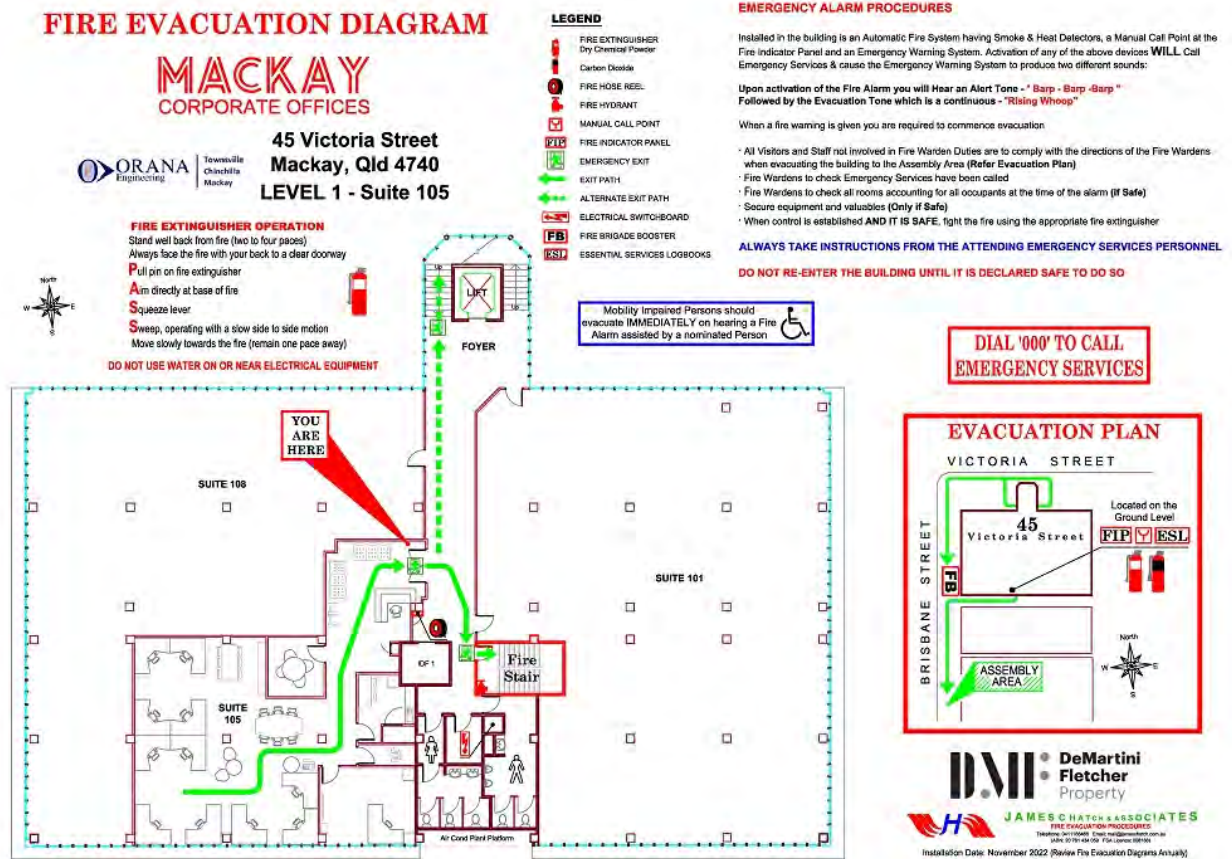 FIRE EVACUATION DIAGRAM
MACKAY
CORPORATE OFFICES
ORANA
Engineering
Townsville
Chinchilla
Mackay
45 Victoria Street
Mackay, Qld 4740
LEVEL 1 - Suite 105
FIRE EXTINGUISHER OPERATION
Stand well back from fire (two to four paces)
Always face the fire with your back to a clear doorway
Pull pin on fire extinguisher
Aim directly at base of fire
Squeeze lever
Sweep, operating with a slow side to side motion
Move slowly towards the fire (remain one pace away)
DO NOT USE WATER ON OR NEAR ELECTRICAL EQUIPMENT
North
W
E
S
LEGEND
FIRE EXTINGUISHER
Dry Chemical Powder
Carbon Dioxide
FIRE HOSE REEL
FIRE HYDRANT
MANUAL CALL POINT
FIP FIRE INDICATOR PANEL
EMERGENCY EXIT
EXIT PATH
ALTERNATE EXIT PATH
ELECTRICAL SWITCHBOARD
FB FIRE BRIGADE BOOSTER
ESL ESSENTIAL SERVICES LOGBOOKS
EMERGENCY ALARM PROCEDURES
Installed in the building is an Automatic Fire System having Smoke & Heat Detectors, a Manual Call Point at the
Fire Indicator Panel and an Emergency Warning System. Activation of any of the above devices WILL Call
Emergency Services & cause the Emergency Warning System to produce two different sounds:
Upon activation of the Fire Alarm you will Hear an Alert Tone - " Barp - Barp -Barp "
Followed by the Evacuation Tone which is a continuous - "Rising Whoop"
When a fire warning is given you are required to commence evacuation
· All Visitors and Staff not involved in Fire Warden Duties are to comply with the directions of the Fire Wardens
when evacuating the building to the Assembly Area (Refer Evacuation Plan)
· Fire Wardens to check Emergency Services have been called
· Fire Wardens to check all rooms accounting for all occupants at the time of the alarm (if Safe)
· Secure equipment and valuables (Only if Safe)
· When control is established AND IT IS SAFE, fight the fire using the appropriate fire extinguisher
ALWAYS TAKE INSTRUCTIONS FROM THE ATTENDING EMERGENCY SERVICES PERSONNEL
DO NOT RE-ENTER THE BUILDING UNTIL IT IS DECLARED SAFE TO DO SO
Mobility Impaired Persons should
evacuate IMMEDIATELY on hearing a Fire
Alarm assisted by a nominated Person
DIAL '000' TO CALL
EMERGENCY SERVICES
Up
LIFT
Up
FOYER
YOU
ARE
HERE
SUITE 108
SUITE 101
OF 1
Fire
Stair
SUITE
105
Air Cond Plant Platform
EVACUATION PLAN
VICTORIA STREET
BRISBANE STREET
45
Victoria Street
Located on the
Ground Level
FIP ESL
FB
North
W
E
S
ASSEMBLY
AREA
DMF
DeMartini
Fletcher
Property
H
JAMES C HATCH & ASSOCIATES
FIRE EVACUATION PROCEDURES
Installation Date: November 2022 (Review Fire Evacuation Diagrams Annually)